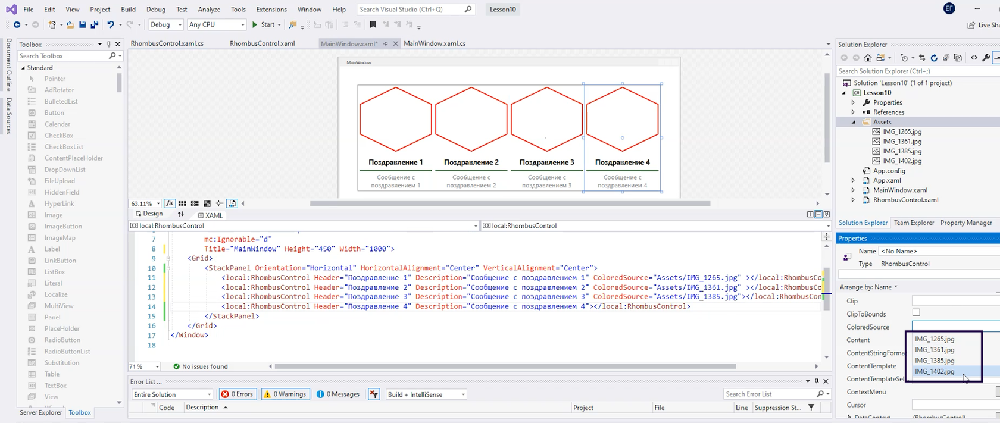 File Edit View Project Build Debug Test Analyze Tools Extensions Window Help Search Visual Studio (Ctrl+Q) Lesson10 ЕГ
Debug Any CPU Start Live Sha
Document Outline
Data Sources
Toolbox
Search Toolbox
Standard
Pointer
AdRotator
BulletedList
Button
Calendar
CheckBox
CheckBoxList
ContentPlaceHolder
DropDownList
FileUpload
HiddenField
HyperLink
Image
ImageButton
ImageMap
Label
LinkButton
ListBox
Literal
Localize
MultiView
Panel
PlaceHolder
RadioButton
RadioButtonList
Substitution
Table
TextBox
View
Server Explorer Toolbox
RhombusControl.xaml.cs RhombusControl.xaml MainWindow.xaml* MainWindow.xaml.cs
MainWindow
Поздравление 1 Поздравление 2 Поздравление 3 Поздравление 4
Сообщение с Сообщение с Сообщение с Сообщение с
поздравлением 1 поздравлением 2 поздравлением 3 поздравлением 4
63.11% fx
Design XAML
local:RhombusControl local:RhombusControl
7 mc:Ignorable="d"
8 Title="MainWindow" Height="450" Width="1000">
9 <Grid>
10 <StackPanel Orientation="Horizontal" HorizontalAlignment="Center" VerticalAlignment="Center">
11 <local:RhombusControl Header="Поздравление 1" Description="Сообщение с поздравлением 1" ColoredSource="Assets/IMG_1265.jpg" ></local:RhombusCo
12 <local:RhombusControl Header="Поздравление 2" Description="Сообщение с поздравлением 2" ColoredSource="Assets/IMG_1361.jpg" ></local:RhombusCo
13 <local:RhombusControl Header="Поздравление 3" Description="Сообщение с поздравлением 3" ColoredSource="Assets/IMG_1385.jpg"></local:RhombusCont
14 <local:RhombusControl Header="Поздравление 4" Description="Сообщение с поздравлением 4"></local:RhombusControl>
15 </StackPanel>
16 </Grid>
17 </Window>
18
71 % No issues found
Error List ...
Entire Solution 0 Errors 0 Warnings 0 Messages Build + IntelliSense Search Error List
Code Description Project File Line Suppression St...
Solution Explorer
Search Solution Explorer (Ctrl+;)
Solution 'Lesson10' (1 of 1 project)
Lesson10
Properties
References
Assets
IMG_1265.jpg
IMG_1361.jpg
IMG_1385.jpg
IMG_1402.jpg
App.config
App.xaml
MainWindow.xaml
RhombusControl.xaml
Solution Explorer Team Explorer Property Manager
Properties
Name <No Name>
Type RhombusControl
Arrange by: Name
Clip
ClipToBounds
ColoredSource
Content
ContentStringForma
ContentTemplate
ContentTemplateSel
ContextMenu
Cursor
DataContext (RhombusControl)
IMG_1265.jpg
IMG_1361.jpg
IMG_1385.jpg
IMG_1402.jpg